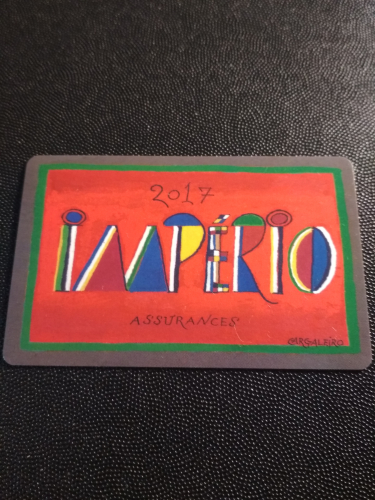 2017
iMPÉRiO
ASSURANCES
CARGALEIRO